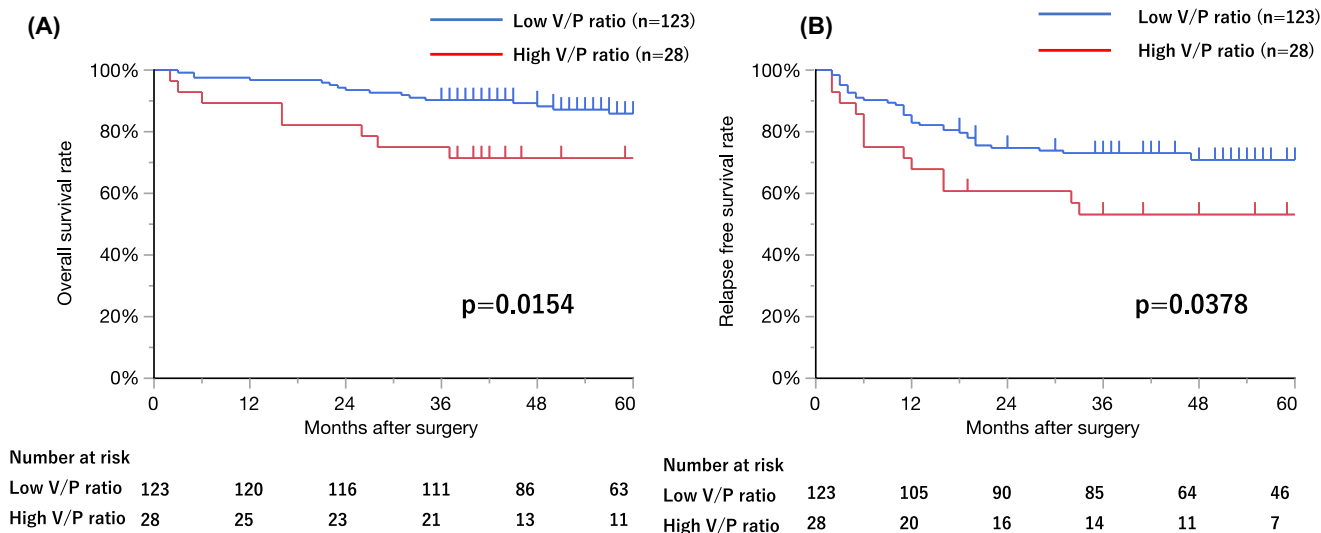 (A)
Low V/P ratio (n=123)
High V/P ratio (n=28)
100%
80%
60%
40%
20%
0%
Overall survival rate
p=0.0154
0 12 24 36 48 60
Months after surgery
Number at risk
Low V/P ratio 123 120 116 111 86 63
High V/P ratio 28 25 23 21 13 11
(B)
Low V/P ratio (n=123)
High V/P ratio (n=28)
100%
80%
60%
40%
20%
0%
Relapse free survival rate
p=0.0378
0 12 24 36 48 60
Months after surgery
Number at risk
Low V/P ratio 123 105 90 85 64 46
High V/P ratio 28 20 16 14 11 7